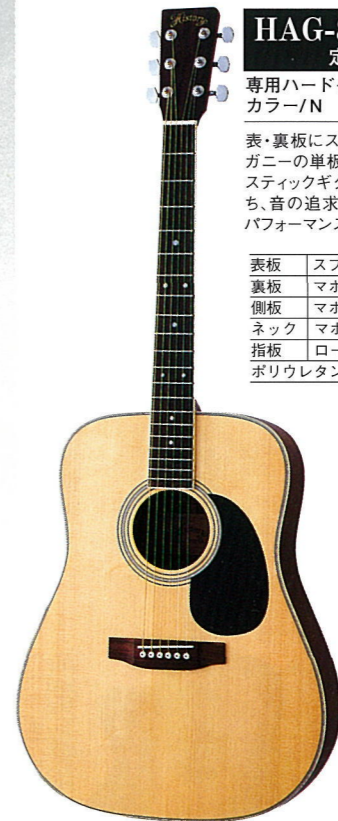 History
HAG-
定
専用ハード
カラー/N
表・裏板にス
ガニーの単板
スティックギ
ち、音の追求
パフォーマンス
表板 スプ
裏板 マホ
側板 マホ
ネック マホ
指板 ロー
ポリウレタン